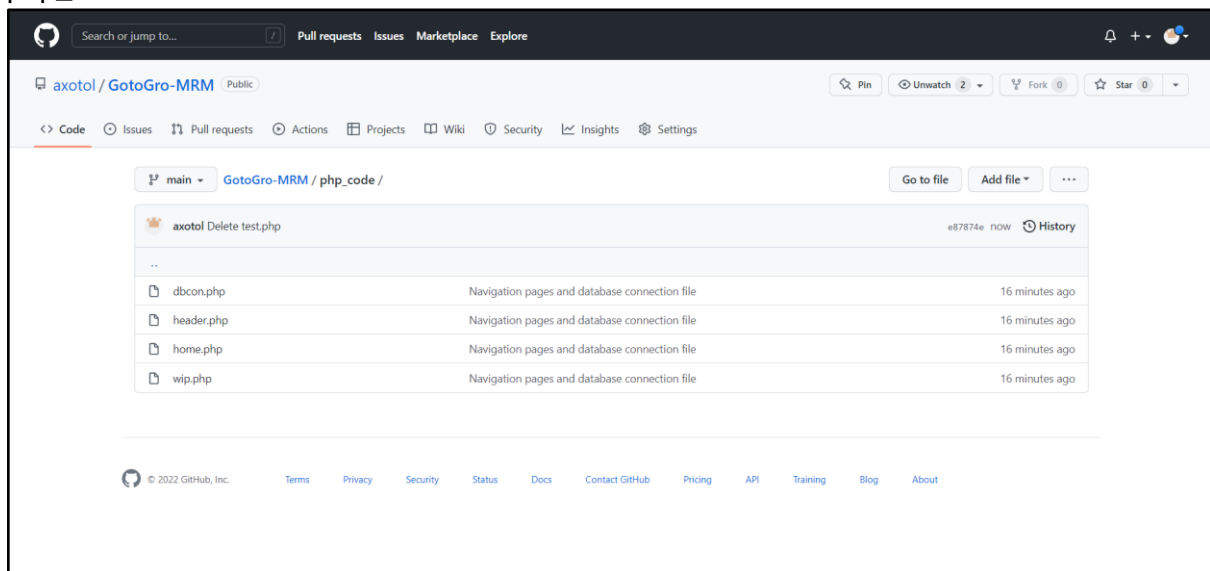 Search or jump to... / Pull requests Issues Marketplace Explore
axotol / GotoGro-MRM Public Pin Unwatch 2 Fork 0 Star 0
Code Issues Pull requests Actions Projects Wiki Security Insights Settings
main GotoGro-MRM / php_code / Go to file Add file ...
axotol Delete test.php e87874e now History
..
dbcon.php Navigation pages and database connection file 16 minutes ago
header.php Navigation pages and database connection file 16 minutes ago
home.php Navigation pages and database connection file 16 minutes ago
wip.php Navigation pages and database connection file 16 minutes ago
© 2022 GitHub, Inc. Terms Privacy Security Status Docs Contact GitHub Pricing API Training Blog About